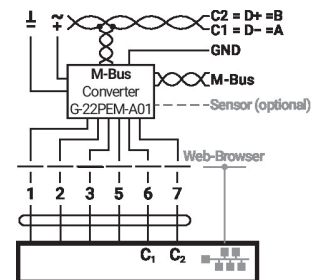 C2 = D+ =B
C1 = D− =A
GND
M-Bus
Converter
G-22PEM-A01
M-Bus
Sensor (optional)
Web-Browser
1 2 3 5 6 7
C1 C2